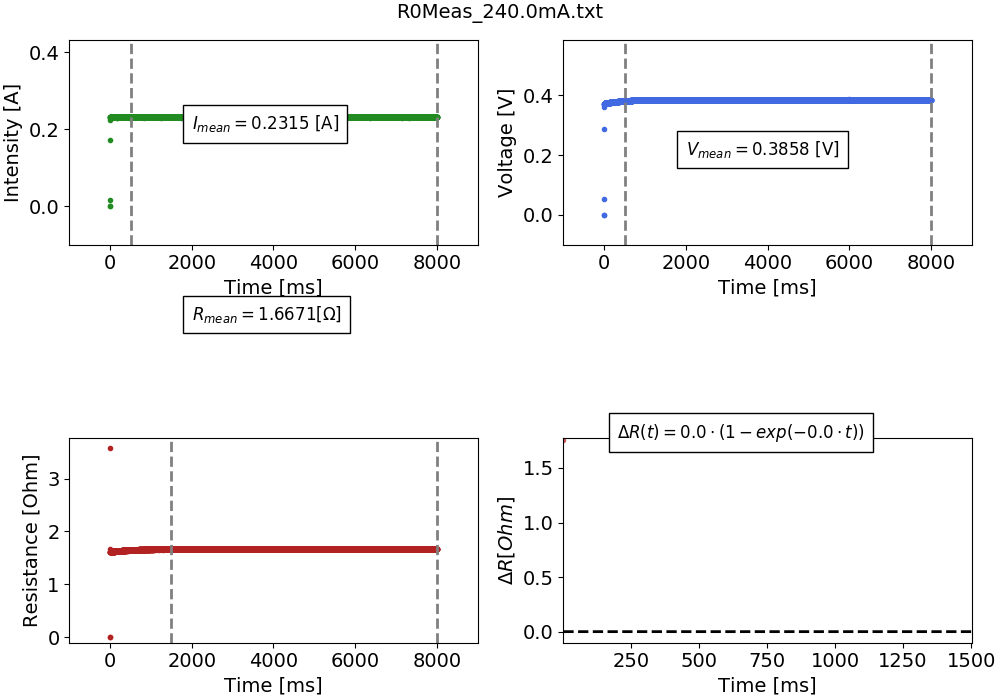 R0Meas_240.0mA.txt
Intensity [A]
0.4
0.2
0.0
I_mean = 0.2315 [A]
0 2000 4000 6000 8000
Time [ms]
Voltage [V]
0.4
0.2
0.0
V_mean = 0.3858 [V]
0 2000 4000 6000 8000
Time [ms]
R_mean = 1.6671[Ω]
Resistance [Ohm]
3
2
1
0
0 2000 4000 6000 8000
Time [ms]
ΔR(t) = 0.0 · (1 − exp(−0.0 · t))
ΔR[Ohm]
1.5
1.0
0.5
0.0
250 500 750 1000 1250 1500
Time [ms]